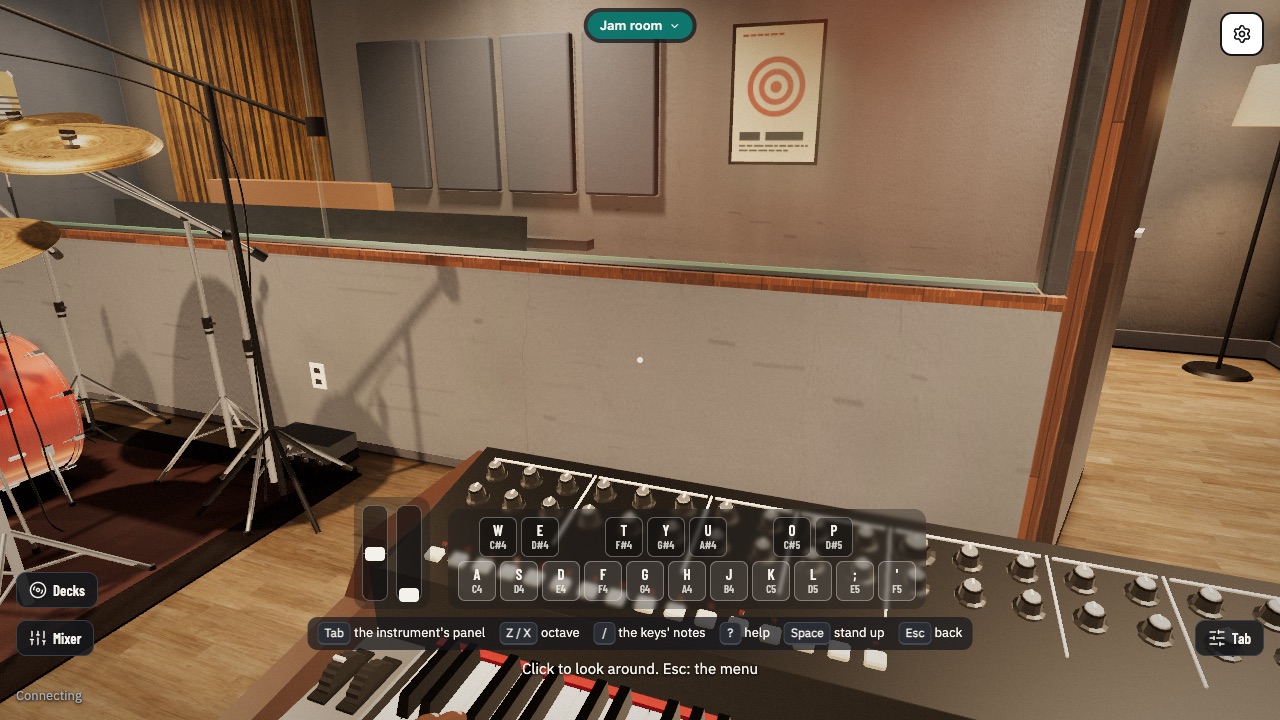 Jam room
W E T Y U O P
C#4 D#4 F#4 G#4 A#4 C#5 D#5
A S D F G H J K L ; '
C4 D4 E4 F4 G4 A4 B4 C5 D5 E5 F5
Decks
Mixer
Tab the instrument's panel Z / X octave / the keys' notes ? help Space stand up Esc back
Tab
Click to look around. Esc: the menu
Connecting